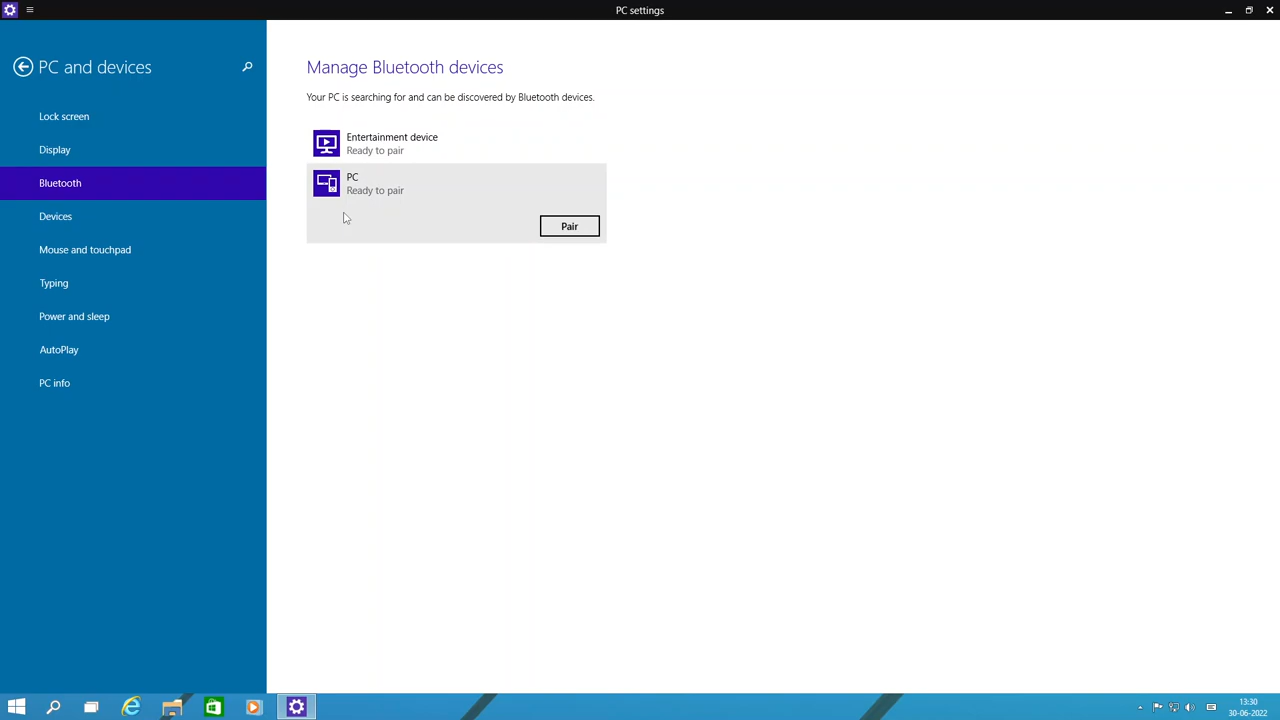 PC settings
PC and devices
Lock screen
Display
Bluetooth
Devices
Mouse and touchpad
Typing
Power and sleep
AutoPlay
PC info
Manage Bluetooth devices
Your PC is searching for and can be discovered by Bluetooth devices.
Entertainment device
Ready to pair
PC
Ready to pair
Pair
13:30
30-06-2022